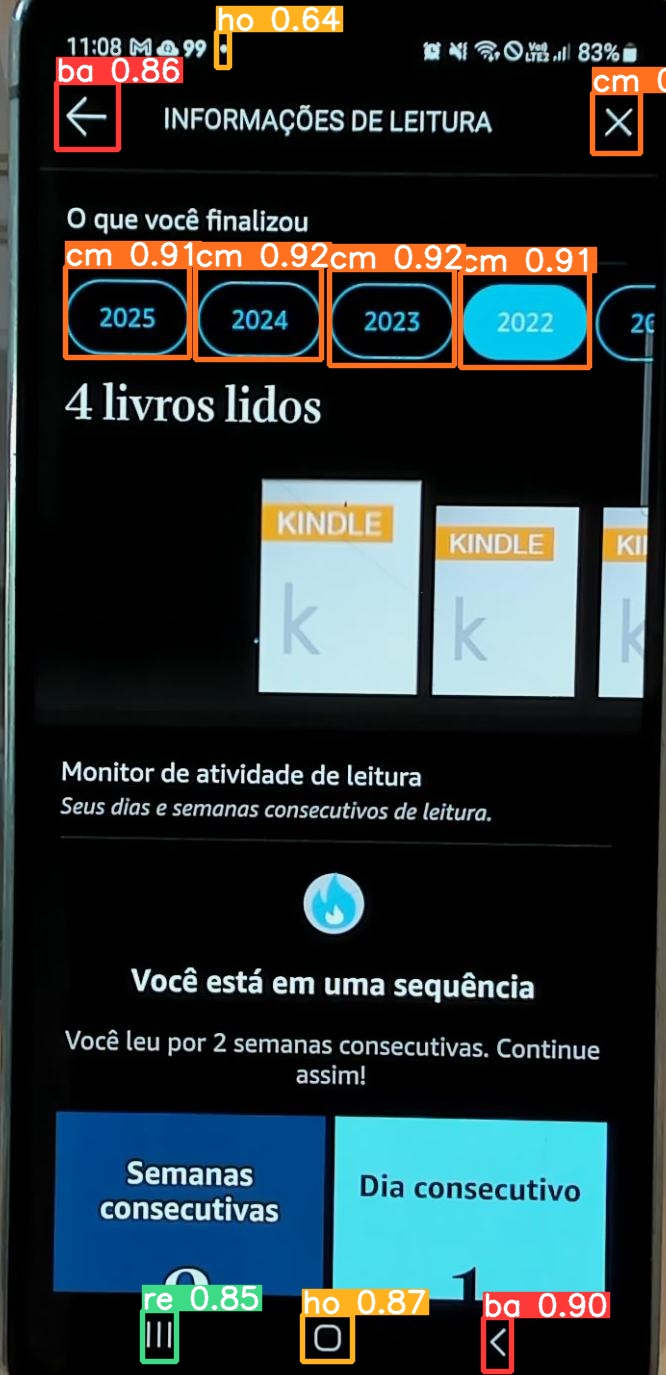 ho 0.64
11:08 99 83%
ba 0.86
cm 0
INFORMAÇÕES DE LEITURA
O que você finalizou
cm 0.91 cm 0.92 cm 0.92 cm 0.91
2025 2024 2023 2022
4 livros lidos
KINDLE KINDLE
k k k
Monitor de atividade de leitura
Seus dias e semanas consecutivos de leitura.
Você está em uma sequência
Você leu por 2 semanas consecutivas. Continue
assim!
Semanas
consecutivas
Dia consecutivo
1
re 0.85 ho 0.87 ba 0.90